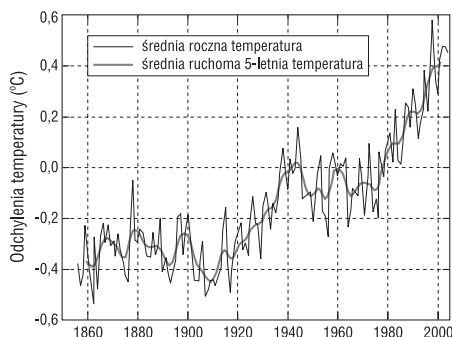 Odchylenia temperatury (°C)
0,6
0,4
0,2
0,0
-0,2
-0,4
-0,6
średnia roczna temperatura
średnia ruchoma 5-letnia temperatura
1860 1880 1900 1920 1940 1960 1980 2000